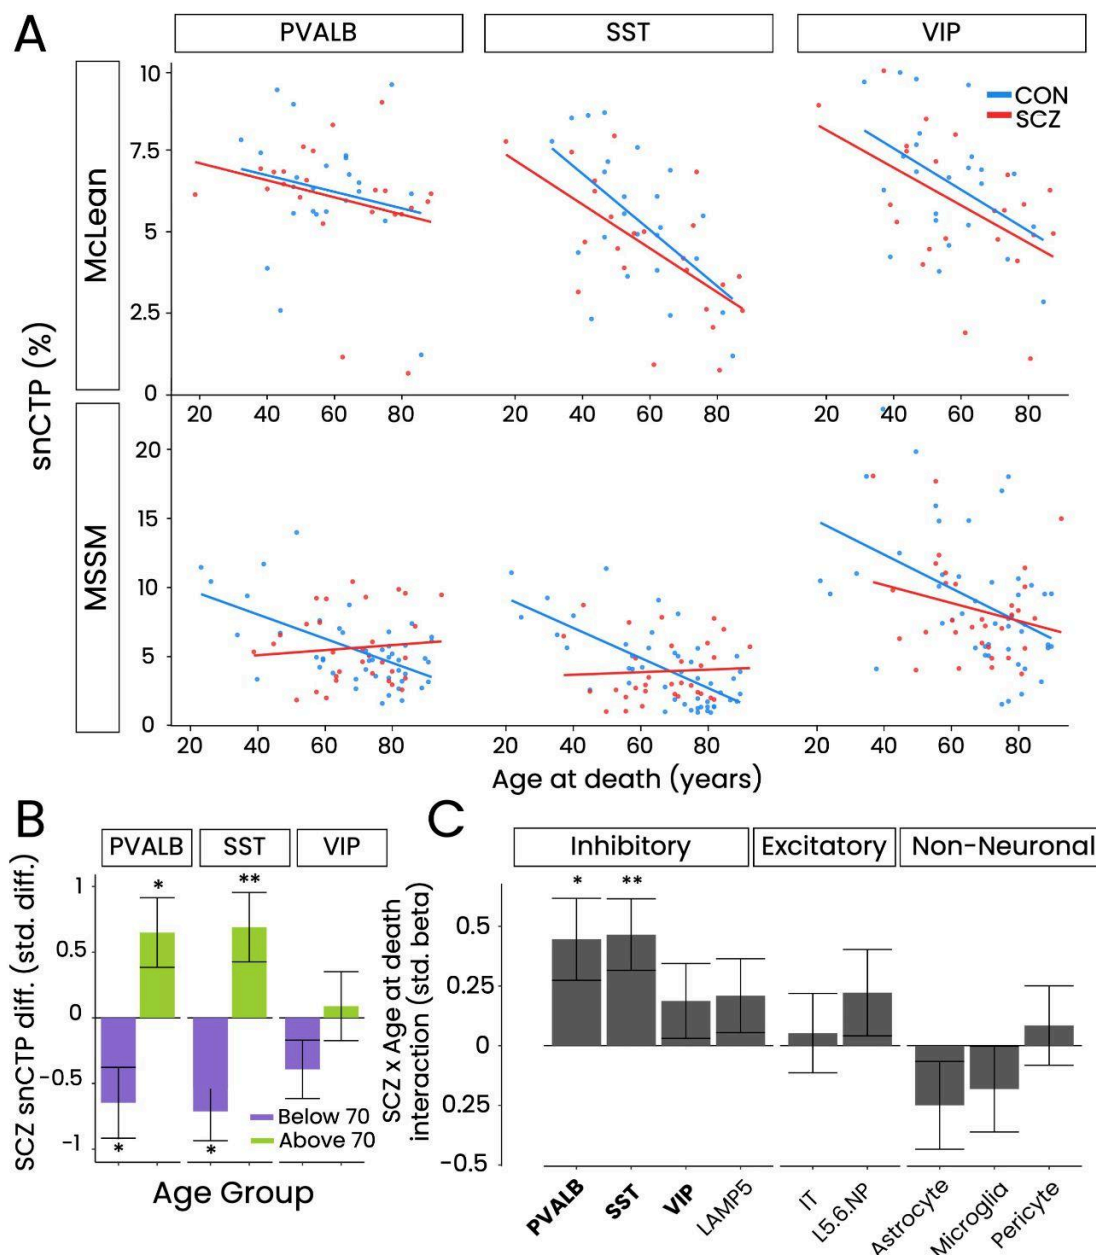 A
PVALB SST VIP
McLean
MSSM
snCTP (%)
10
7.5
5
2.5
0
CON
SCZ
20 40 60 80 20 40 60 80 20 40 60 80
20
15
10
5
0
20 40 60 80 20 40 60 80 20 40 60 80
Age at death (years)
B
PVALB SST VIP
SCZ snCTP diff. (std. diff.)
1
0.5
0
-0.5
-1
* **
* *
Below 70
Above 70
Age Group
C
Inhibitory Excitatory Non-Neuronal
SCZ x Age at death
interaction (std. beta)
0.5
0.25
0
0.25
-0.5
* **
PVALB SST VIP LAMP5 IT L5.6.NP Astrocyte Microglia Pericyte